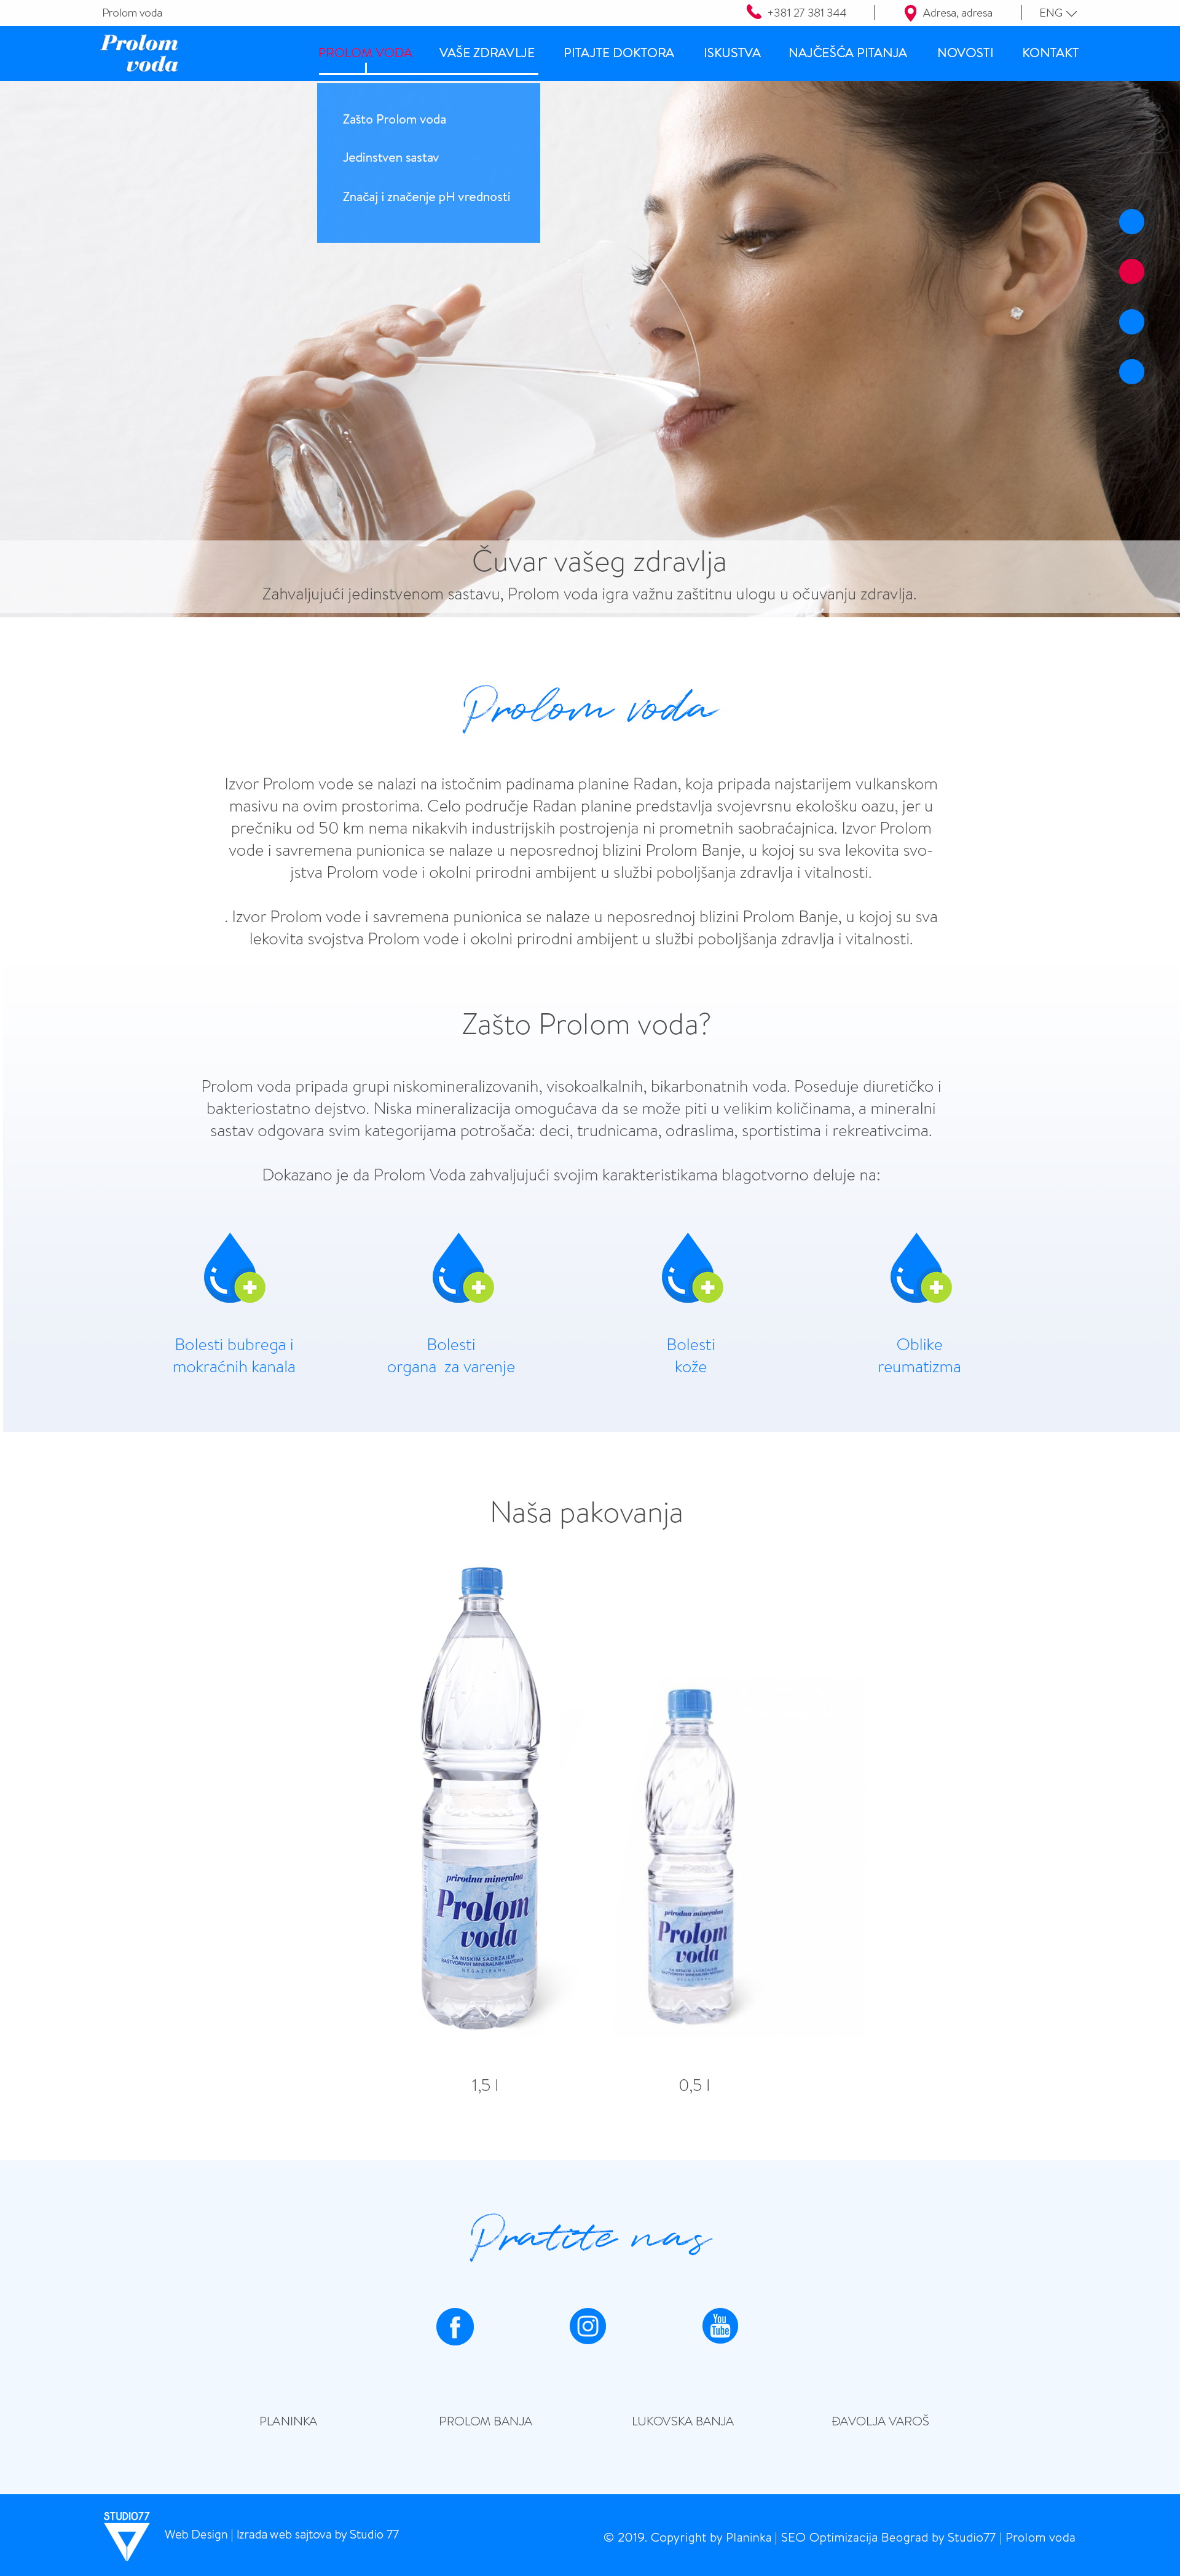 Prolom voda
+381 27 381 344
Adresa, adresa
ENG
Prolom
voda
PROLOM VODA
VAŠE ZDRAVLJE
PITAJTE DOKTORA
ISKUSTVA
NAJČEŠĆA PITANJA
NOVOSTI
KONTAKT
Zašto Prolom voda
Jedinstven sastav
Značaj i značenje pH vrednosti
Čuvar vašeg zdravlja
Zahvaljujući jedinstvenom sastavu, Prolom voda igra važnu zaštitnu ulogu u očuvanju zdravlja.
Prolom voda
Izvor Prolom vode se nalazi na istočnim padinama planine Radan, koja pripada najstarijem vulkanskom
masivu na ovim prostorima. Celo područje Radan planine predstavlja svojevrsnu ekološku oazu, jer u
prečniku od 50 km nema nikakvih industrijskih postrojenja ni prometnih saobraćajnica. Izvor Prolom
vode i savremena punionica se nalaze u neposrednoj blizini Prolom Banje, u kojoj su sva lekovita svo-
jstva Prolom vode i okolni prirodni ambijent u službi poboljšanja zdravlja i vitalnosti.
. Izvor Prolom vode i savremena punionica se nalaze u neposrednoj blizini Prolom Banje, u kojoj su sva
lekovita svojstva Prolom vode i okolni prirodni ambijent u službi poboljšanja zdravlja i vitalnosti.
Zašto Prolom voda?
Prolom voda pripada grupi niskomineralizovanih, visokoalkalnih, bikarbonatnih voda. Poseduje diuretičko i
bakteriostatno dejstvo. Niska mineralizacija omogućava da se može piti u velikim količinama, a mineralni
sastav odgovara svim kategorijama potrošača: deci, trudnicama, odraslima, sportistima i rekreativcima.
Dokazano je da Prolom Voda zahvaljujući svojim karakteristikama blagotvorno deluje na:
Bolesti bubrega i
mokraćnih kanala
Bolesti
organa za varenje
Bolesti
kože
Oblike
reumatizma
Naša pakovanja
prirodna mineralna
Prolom
voda
SA NISKIM SADRŽAJEM
RASTVORIVIH MINERALNIH MATERIJA
NEGAZIRANA
prirodna mineralna
Prolom
voda
SA NISKIM SADRŽAJEM
RASTVORIVIH MINERALNIH MATERIJA
NEGAZIRANA
1,5 l
0,5 l
Pratite nas
f
You
Tube
PLANINKA
PROLOM BANJA
LUKOVSKA BANJA
ĐAVOLJA VAROŠ
STUDIO77
Web Design | Izrada web sajtova by Studio 77
© 2019. Copyright by Planinka | SEO Optimizacija Beograd by Studio77 | Prolom voda